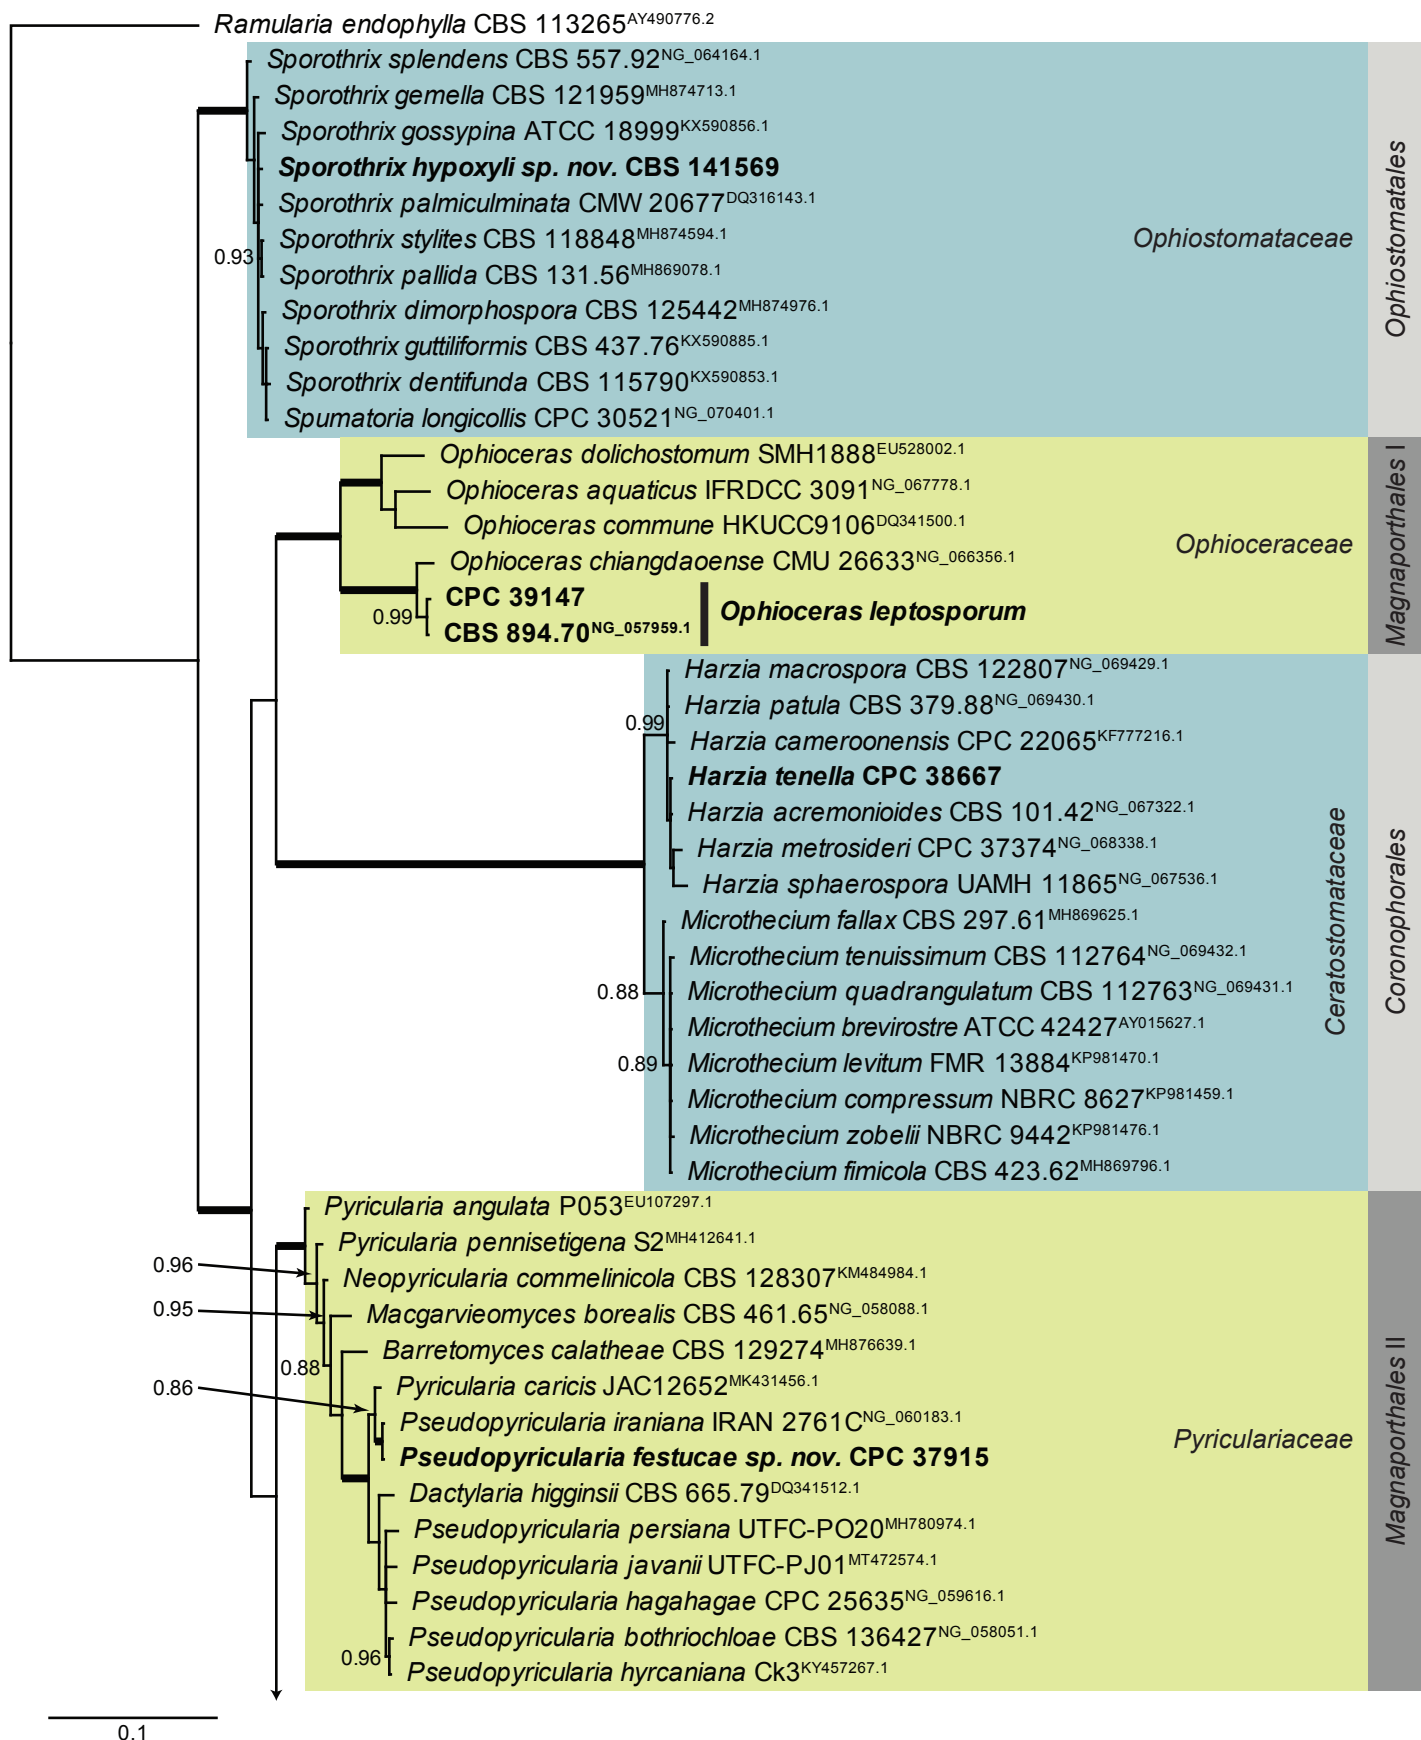 Ramularia endophylla CBS 113265AY490776.2
Sporothrix splendens CBS 557.92NG_064164.1
Sporothrix gemella CBS 121959MH874713.1
Sporothrix gossypina ATCC 18999KX590856.1
Sporothrix hypoxyli sp. nov. CBS 141569
Sporothrix palmiculminata CMW 20677DQ316143.1
Sporothrix stylites CBS 118848MH874594.1
Ophiostomataceae
Ophiostomatales
0.93
Sporothrix pallida CBS 131.56MH869078.1
Sporothrix dimorphospora CBS 125442MH874976.1
Sporothrix guttiliformis CBS 437.76KX590885.1
Sporothrix dentifunda CBS 115790KX590853.1
Spumatoria longicollis CPC 30521NG_070401.1
Ophioceras dolichostomum SMH1888EU528002.1
Ophioceras aquaticus IFRDCC 3091NG_067778.1
Ophioceras commune HKUCC9106DQ341500.1
Ophioceraceae
Magnaporthales I
Ophioceras chiangdaoense CMU 26633NG_066356.1
CPC 39147
0.99
Ophioceras leptosporum
CBS 894.70NG_057959.1
Harzia macrospora CBS 122807NG_069429.1
Harzia patula CBS 379.88NG_069430.1
0.99
Harzia cameroonensis CPC 22065KF777216.1
Harzia tenella CPC 38667
Harzia acremonioides CBS 101.42NG_067322.1
Harzia metrosideri CPC 37374NG_068338.1
Harzia sphaerospora UAMH 11865NG_067536.1
Ceratostomataceae
Coronophorales
Microthecium fallax CBS 297.61MH869625.1
Microthecium tenuissimum CBS 112764NG_069432.1
0.88
Microthecium quadrangulatum CBS 112763NG_069431.1
Microthecium brevirostre ATCC 42427AY015627.1
0.89
Microthecium levitum FMR 13884KP981470.1
Microthecium compressum NBRC 8627KP981459.1
Microthecium zobelii NBRC 9442KP981476.1
Microthecium fimicola CBS 423.62MH869796.1
Pyricularia angulata P053EU107297.1
Pyricularia pennisetigena S2MH412641.1
0.96
Neopyricularia commelinicola CBS 128307KM484984.1
0.95
Macgarvieomyces borealis CBS 461.65NG_058088.1
Barretomyces calatheae CBS 129274MH876639.1
0.88
0.86
Pyricularia caricis JAC12652MK431456.1
Pseudopyricularia iraniana IRAN 2761CNG_060183.1
Pyriculariaceae
Magnaporthales II
Pseudopyricularia festucae sp. nov. CPC 37915
Dactylaria higginsii CBS 665.79DQ341512.1
Pseudopyricularia persiana UTFC-PO20MH780974.1
Pseudopyricularia javanii UTFC-PJ01MT472574.1
Pseudopyricularia hagahagae CPC 25635NG_059616.1
Pseudopyricularia bothriochloae CBS 136427NG_058051.1
0.96
Pseudopyricularia hyrcaniana Ck3KY457267.1
0.1